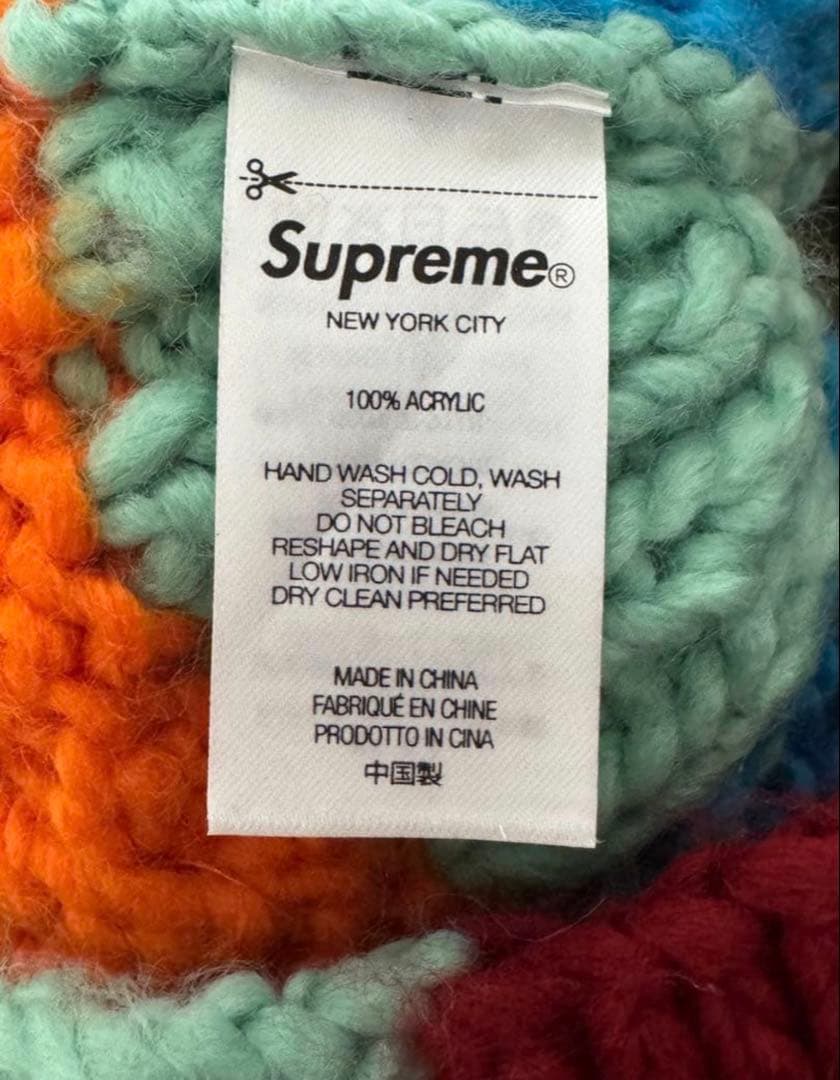 Supreme®
NEW YORK CITY
100% ACRYLIC
HAND WASH COLD, WASH
SEPARATELY
DO NOT BLEACH
RESHAPE AND DRY FLAT
LOW IRON IF NEEDED
DRY CLEAN PREFERRED
MADE IN CHINA
FABRIQUÉ EN CHINE
PRODOTTO IN CINA
中国製